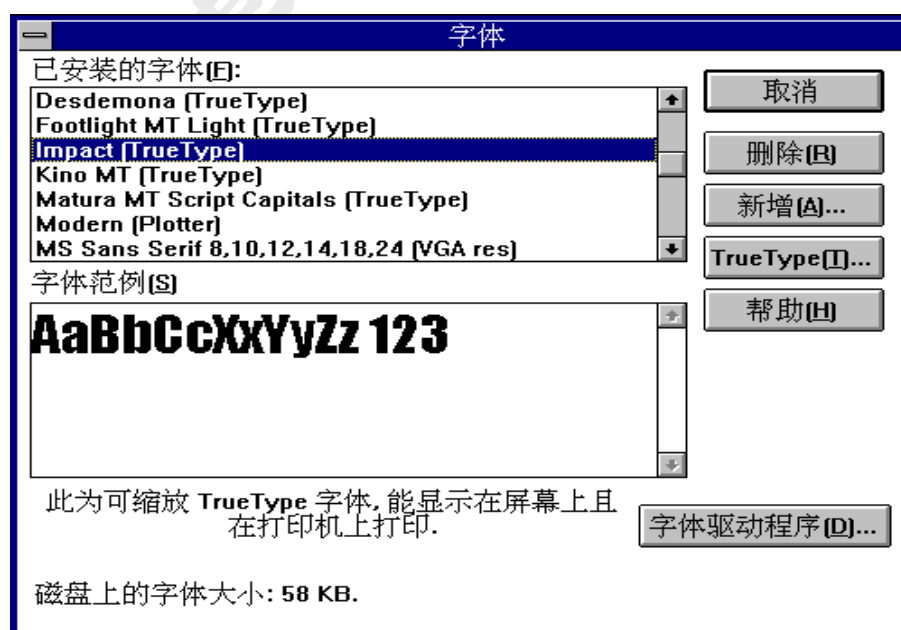 字体
已安装的字体(F):
Desdemona (TrueType)
Footlight MT Light (TrueType)
Impact (TrueType)
Kino MT (TrueType)
Matura MT Script Capitals (TrueType)
Modern (Plotter)
MS Sans Serif 8,10,12,14,18,24 (VGA res)
字体范例(S)
AaBbCcXxYyZz 123
此为可缩放 TrueType 字体, 能显示在屏幕上且
在打印机上打印.
磁盘上的字体大小: 58 KB.
取消
删除(R)
新增(A)...
TrueType(T)...
帮助(H)
字体驱动程序(D)...